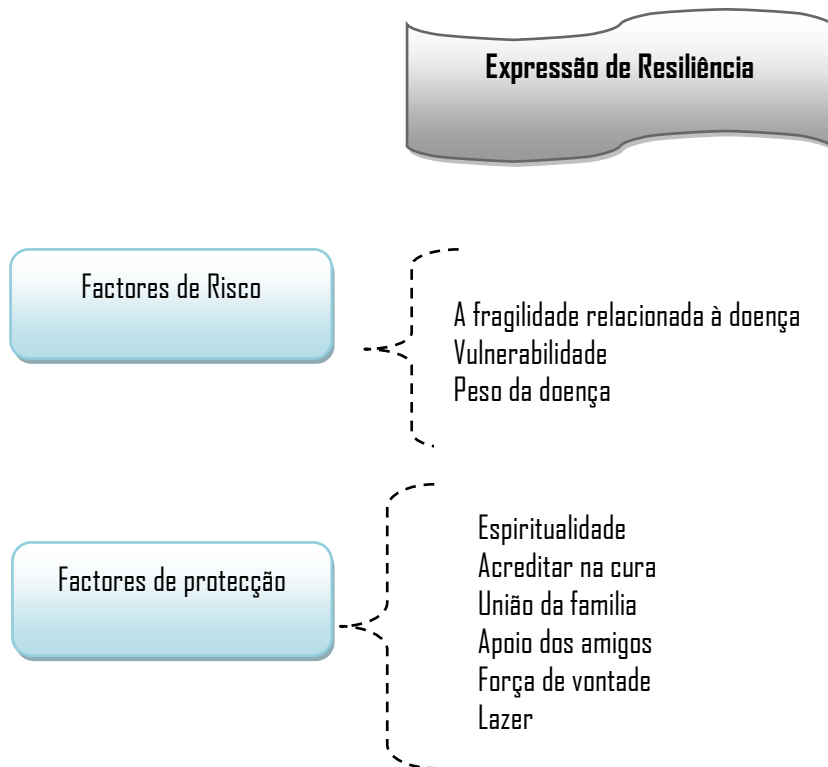 Expressão de Resiliência
Factores de Risco
A fragilidade relacionada à doença
Vulnerabilidade
Peso da doença
Factores de protecção
Espiritualidade
Acreditar na cura
União da familia
Apoio dos amigos
Força de vontade
Lazer